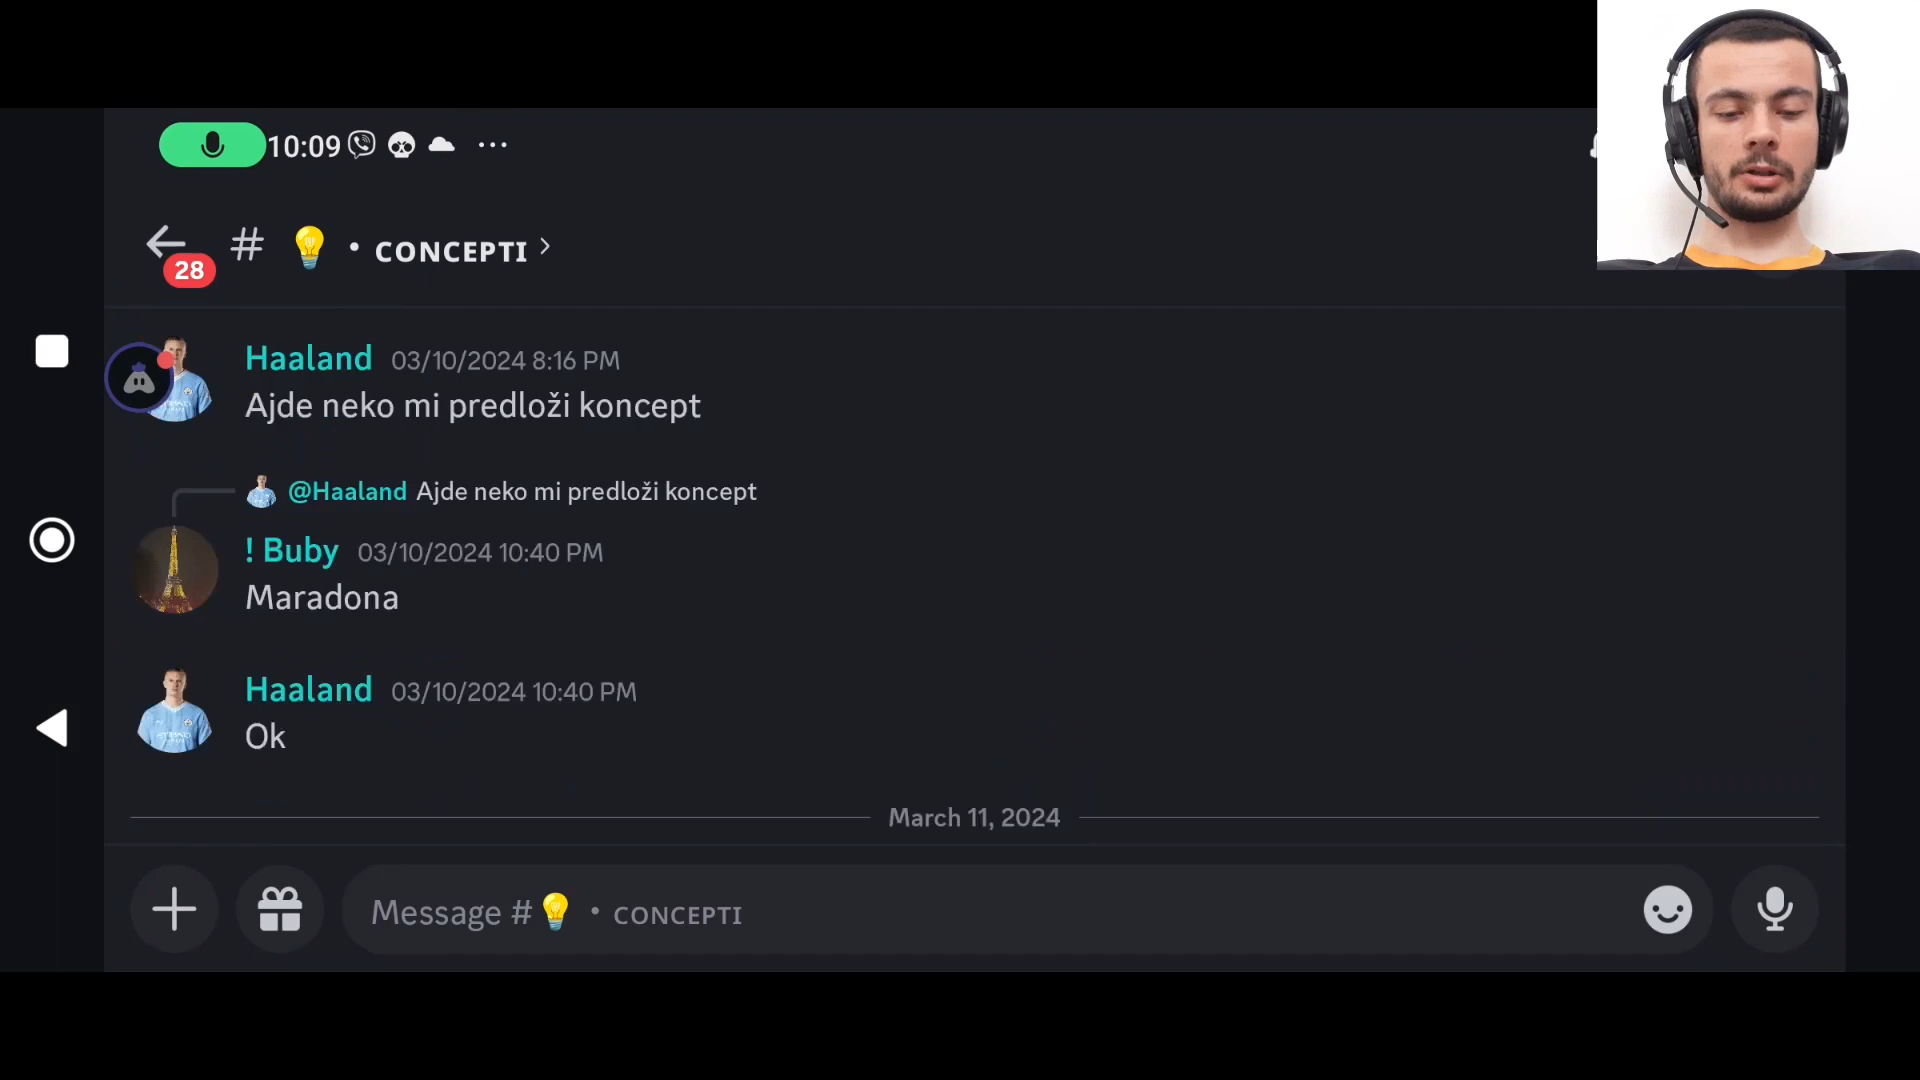 10:09
28
# 💡 • CONCEPTI
Haaland 03/10/2024 8:16 PM
Ajde neko mi predloži koncept
@Haaland Ajde neko mi predloži koncept
! Buby 03/10/2024 10:40 PM
Maradona
Haaland 03/10/2024 10:40 PM
Ok
March 11, 2024
Message #💡 • CONCEPTI